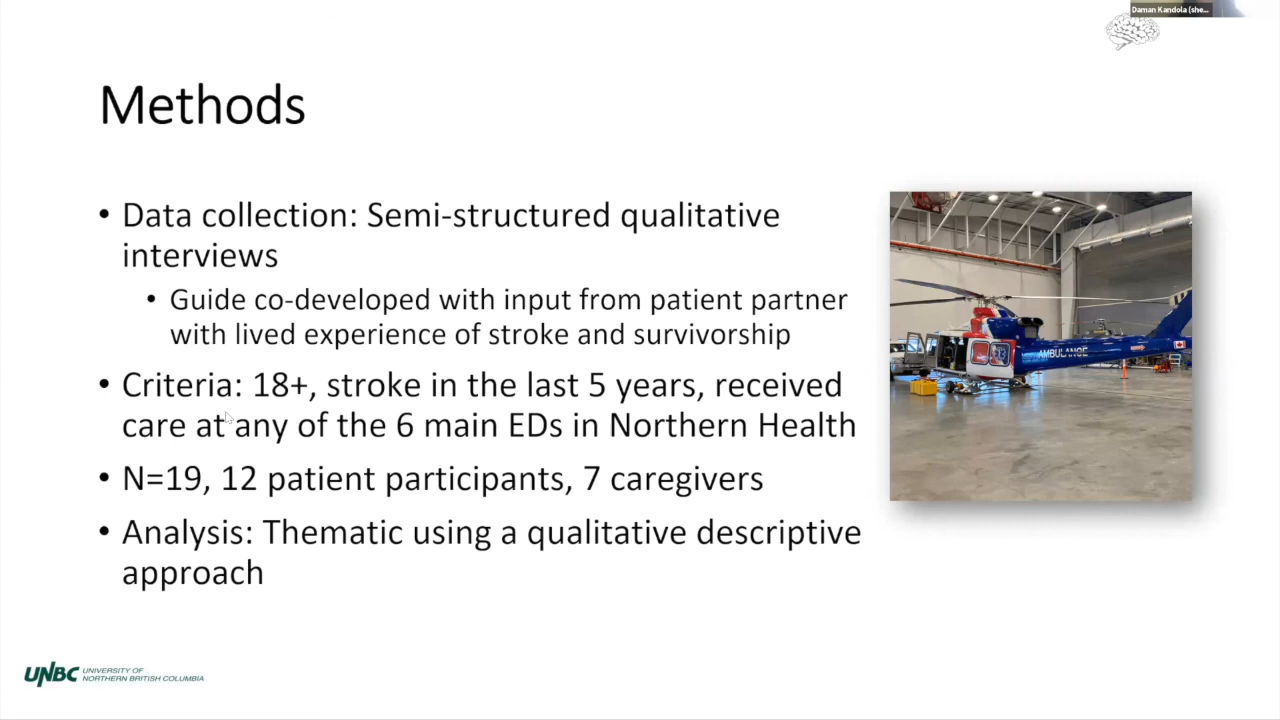 Daman Kandola (she...
Methods
• Data collection: Semi-structured qualitative
interviews
• Guide co-developed with input from patient partner
with lived experience of stroke and survivorship
• Criteria: 18+, stroke in the last 5 years, received
care at any of the 6 main EDs in Northern Health
• N=19, 12 patient participants, 7 caregivers
• Analysis: Thematic using a qualitative descriptive
approach
AMBULANCE
UNBC UNIVERSITY OF
NORTHERN BRITISH COLUMBIA